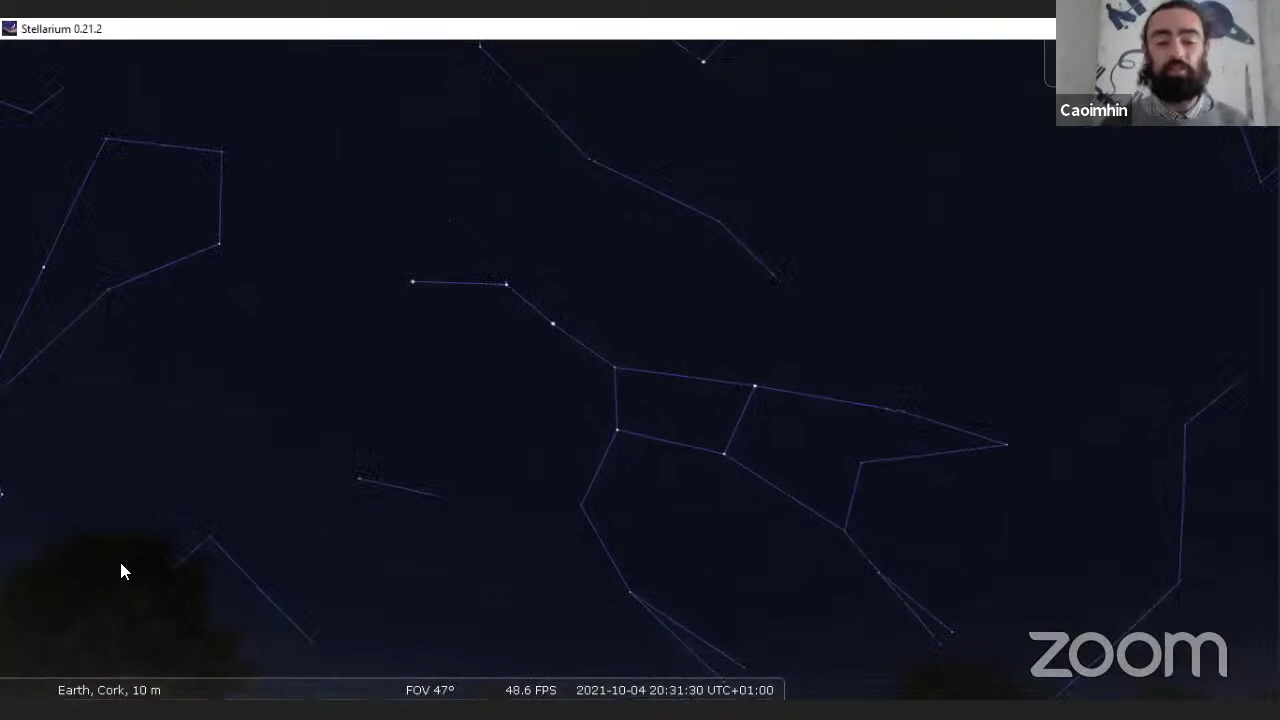 Stellarium 0.21.2
Caoimhin
zoom
Earth, Cork, 10 m FOV 47° 48.6 FPS 2021-10-04 20:31:30 UTC+01:00